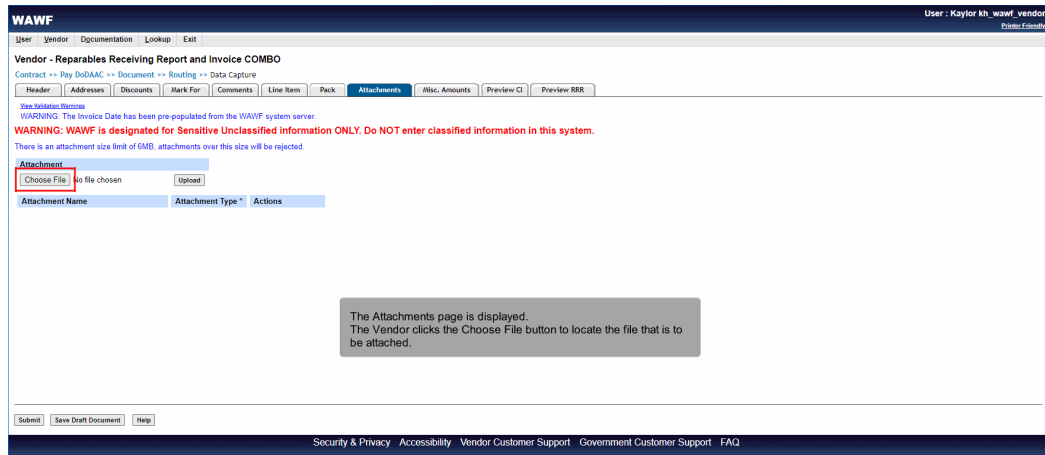 WAWF
User : Kaylor kh_wawf_vendor
Printer Friendly
User Vendor Documentation Lookup Exit
Vendor - Reparables Receiving Report and Invoice COMBO
Contract >> Pay DoDAAC >> Document >> Routing >> Data Capture
Header Addresses Discounts Mark For Comments Line Item Pack Attachments Misc. Amounts Preview CI Preview RRR
View Validation Warnings
WARNING: The Invoice Date has been pre-populated from the WAWF system server.
WARNING: WAWF is designated for Sensitive Unclassified information ONLY. Do NOT enter classified information in this system.
There is an attachment size limit of 6MB, attachments over this size will be rejected.
Attachment
Choose File No file chosen Upload
Attachment Name Attachment Type * Actions
The Attachments page is displayed.
The Vendor clicks the Choose File button to locate the file that is to
be attached.
Submit Save Draft Document Help
Security & Privacy Accessibility Vendor Customer Support Government Customer Support FAQ